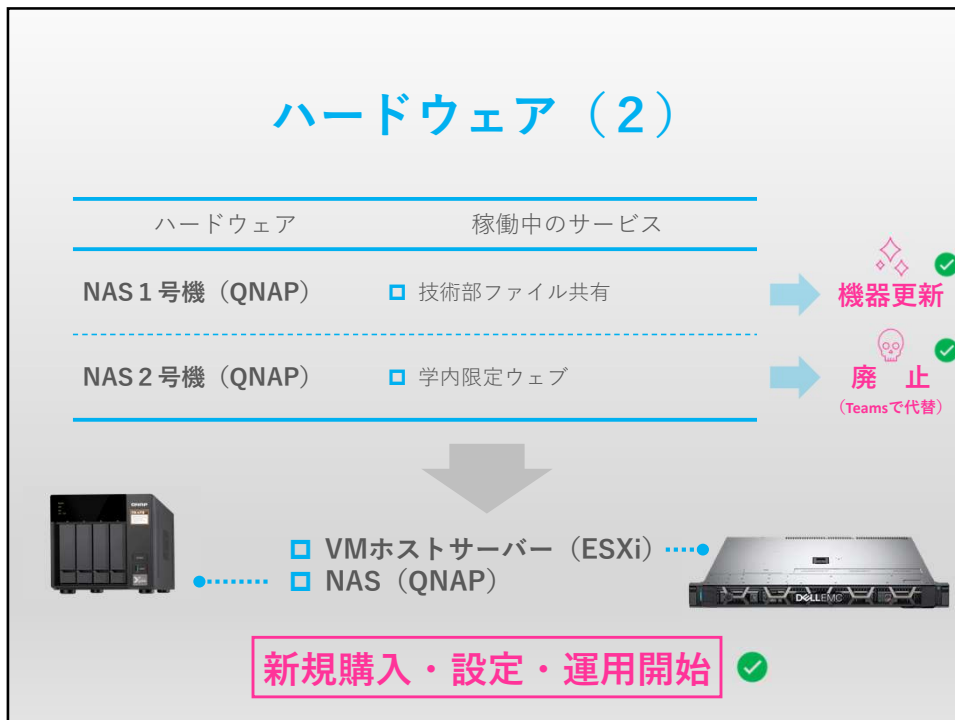 ハードウェア（２）
ハードウェア 稼働中のサービス
NAS１号機（QNAP） 技術部ファイル共有 機器更新
NAS２号機（QNAP） 学内限定ウェブ 廃　止
（Teamsで代替）
QNAP
VMホストサーバー（ESXi）
NAS（QNAP）
DELLEMC
新規購入・設定・運用開始